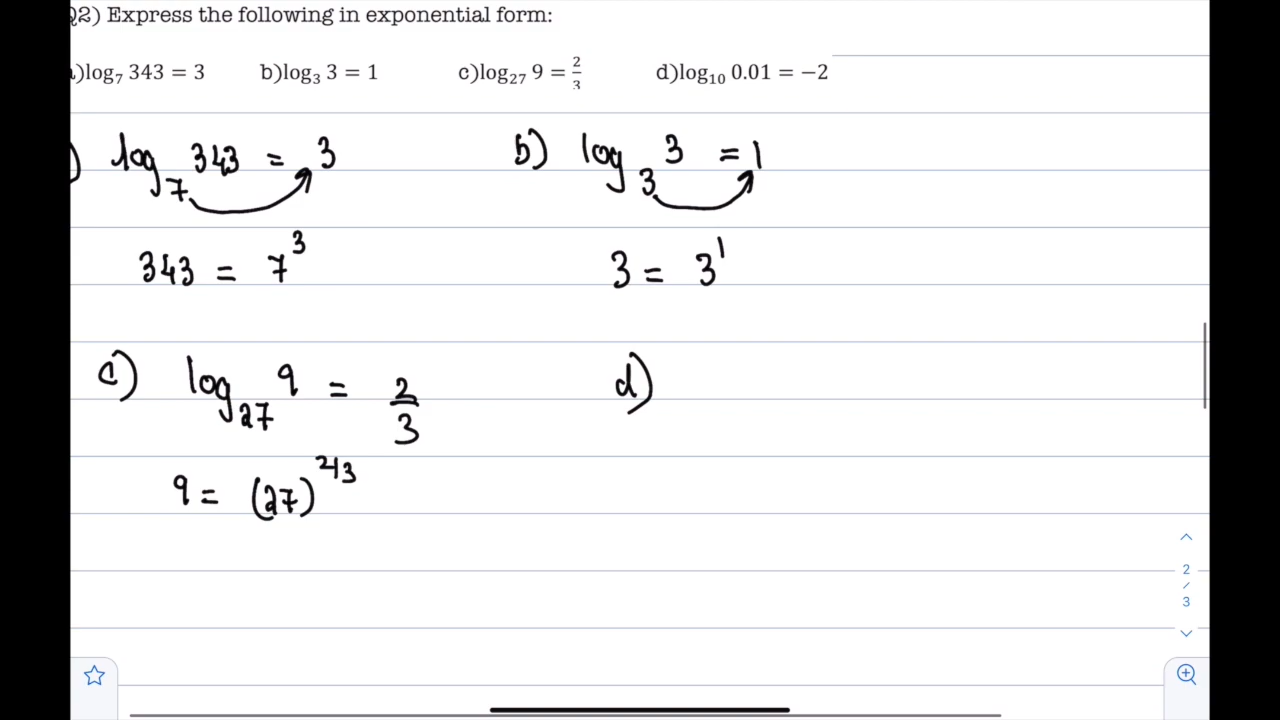 2) Express the following in exponential form:
)log₇ 343 = 3 b)log₃ 3 = 1 c)log₂₇ 9 = 2/3 d)log₁₀ 0.01 = −2
) log₇ 343 = 3 b) log₃ 3 = 1
343 = 7³ 3 = 3¹
c) log₂₇ 9 = 2/3 d)
9 = (27)^2/3
2
/
3